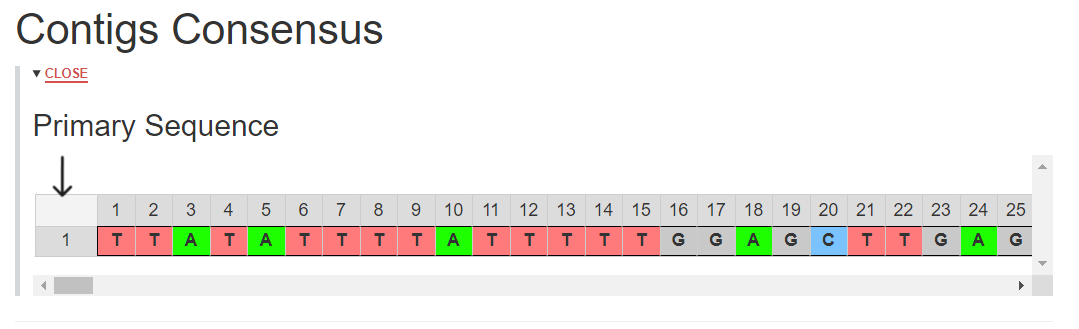 Contigs Consensus
▼ CLOSE
Primary Sequence
1 2 3 4 5 6 7 8 9 10 11 12 13 14 15 16 17 18 19 20 21 22 23 24 25
1 T T A T A T T T T A T T T T T G G A G C T T G A G